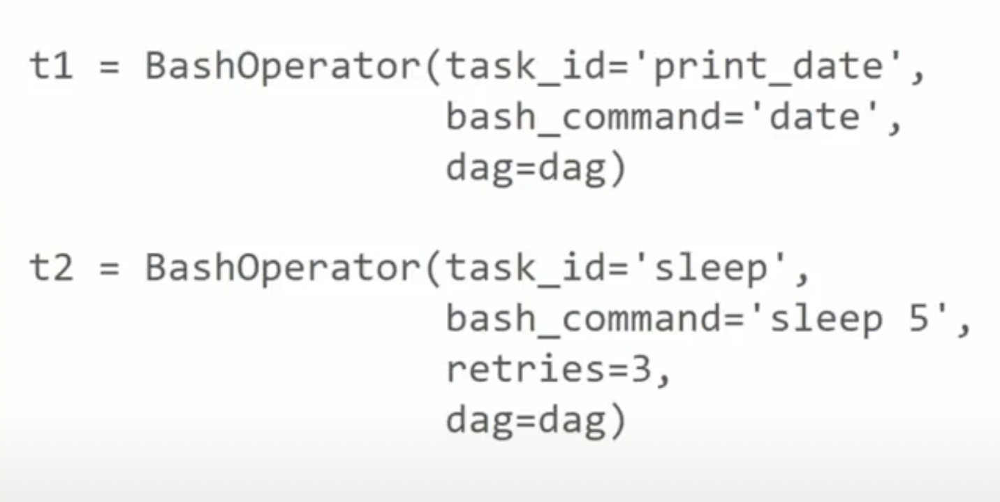 t1 = BashOperator(task_id='print_date',
                  bash_command='date',
                  dag=dag)

t2 = BashOperator(task_id='sleep',
                  bash_command='sleep 5',
                  retries=3,
                  dag=dag)